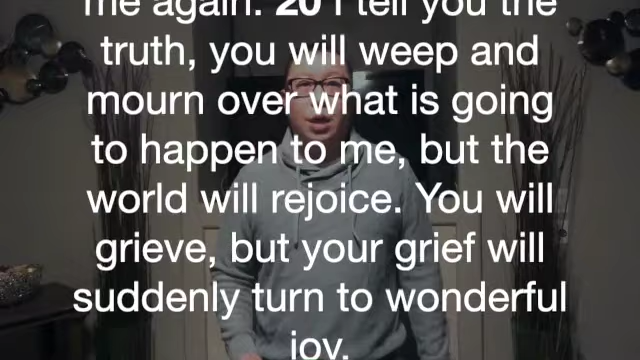 me again. 20 I tell you the
truth, you will weep and
mourn over what is going
to happen to me, but the
world will rejoice. You will
grieve, but your grief will
suddenly turn to wonderful
joy.